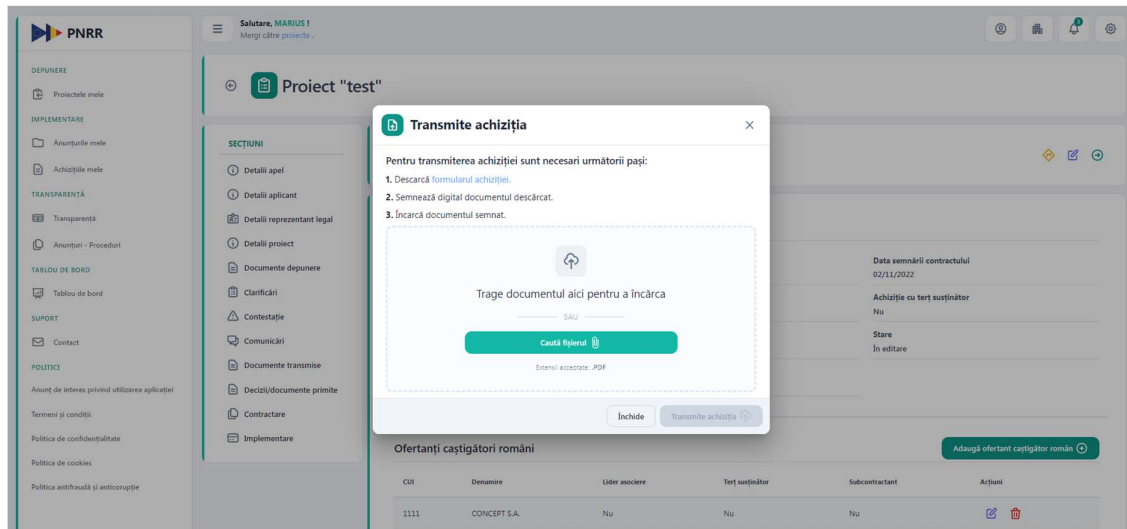 PNRR
Salutare, MARIUS !
Mergi către proiecte .
3
DEPUNERE
Proiectele mele
IMPLEMENTARE
Anunțurile mele
Achizițiile mele
TRANSPARENȚĂ
Transparență
Anunțuri - Proceduri
TABLOU DE BORD
Tablou de bord
SUPORT
Contact
POLITICI
Anunț de interes privind utilizarea aplicației
Termeni și condiții
Politica de confidențialitate
Politica de cookies
Politica antifraudă și anticorupție
Proiect "test"
SECȚIUNI
Detalii apel
Detalii aplicant
Detalii reprezentant legal
Detalii proiect
Documente depunere
Clarificări
Contestație
Comunicări
Documente transmise
Decizii/documente primite
Contractare
Implementare
Transmite achiziția
Pentru transmiterea achiziției sunt necesari următorii pași:
1. Descarcă formularul achiziției.
2. Semnează digital documentul descărcat.
3. Încarcă documentul semnat.
Trage documentul aici pentru a încărca
SAU
Caută fișierul
Extensii acceptate: .PDF
Închide
Transmite achiziția
Data semnării contractului
02/11/2022
Achiziție cu terț susținător
Nu
Stare
În editare
Ofertanți caștigători români
Adaugă ofertant caștigător român
CUI Denumire Lider asociere Terț susținător Subcontractant Acțiuni
1111 CONCEPT S.A. Nu Nu Nu